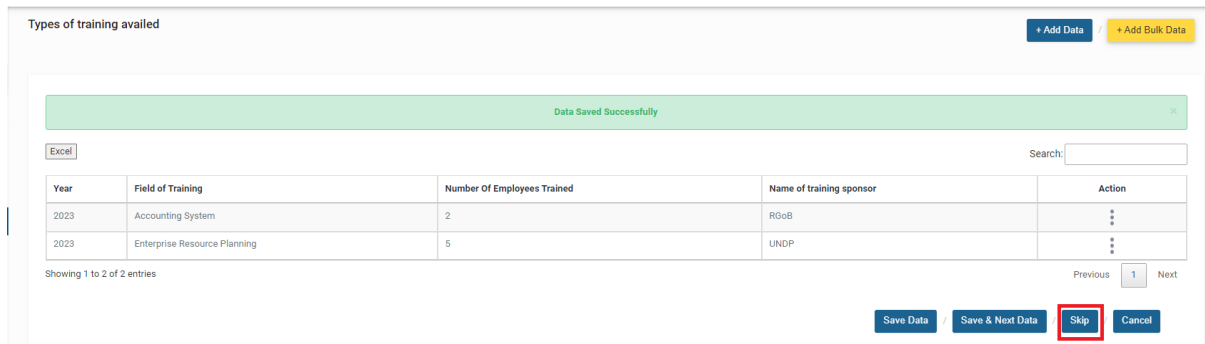 Types of training availed
+ Add Data / + Add Bulk Data
Data Saved Successfully ×
Excel Search:
Year Field of Training Number Of Employees Trained Name of training sponsor Action
2023 Accounting System 2 RGoB
2023 Enterprise Resource Planning 5 UNDP
Showing 1 to 2 of 2 entries Previous 1 Next
Save Data / Save & Next Data / Skip / Cancel